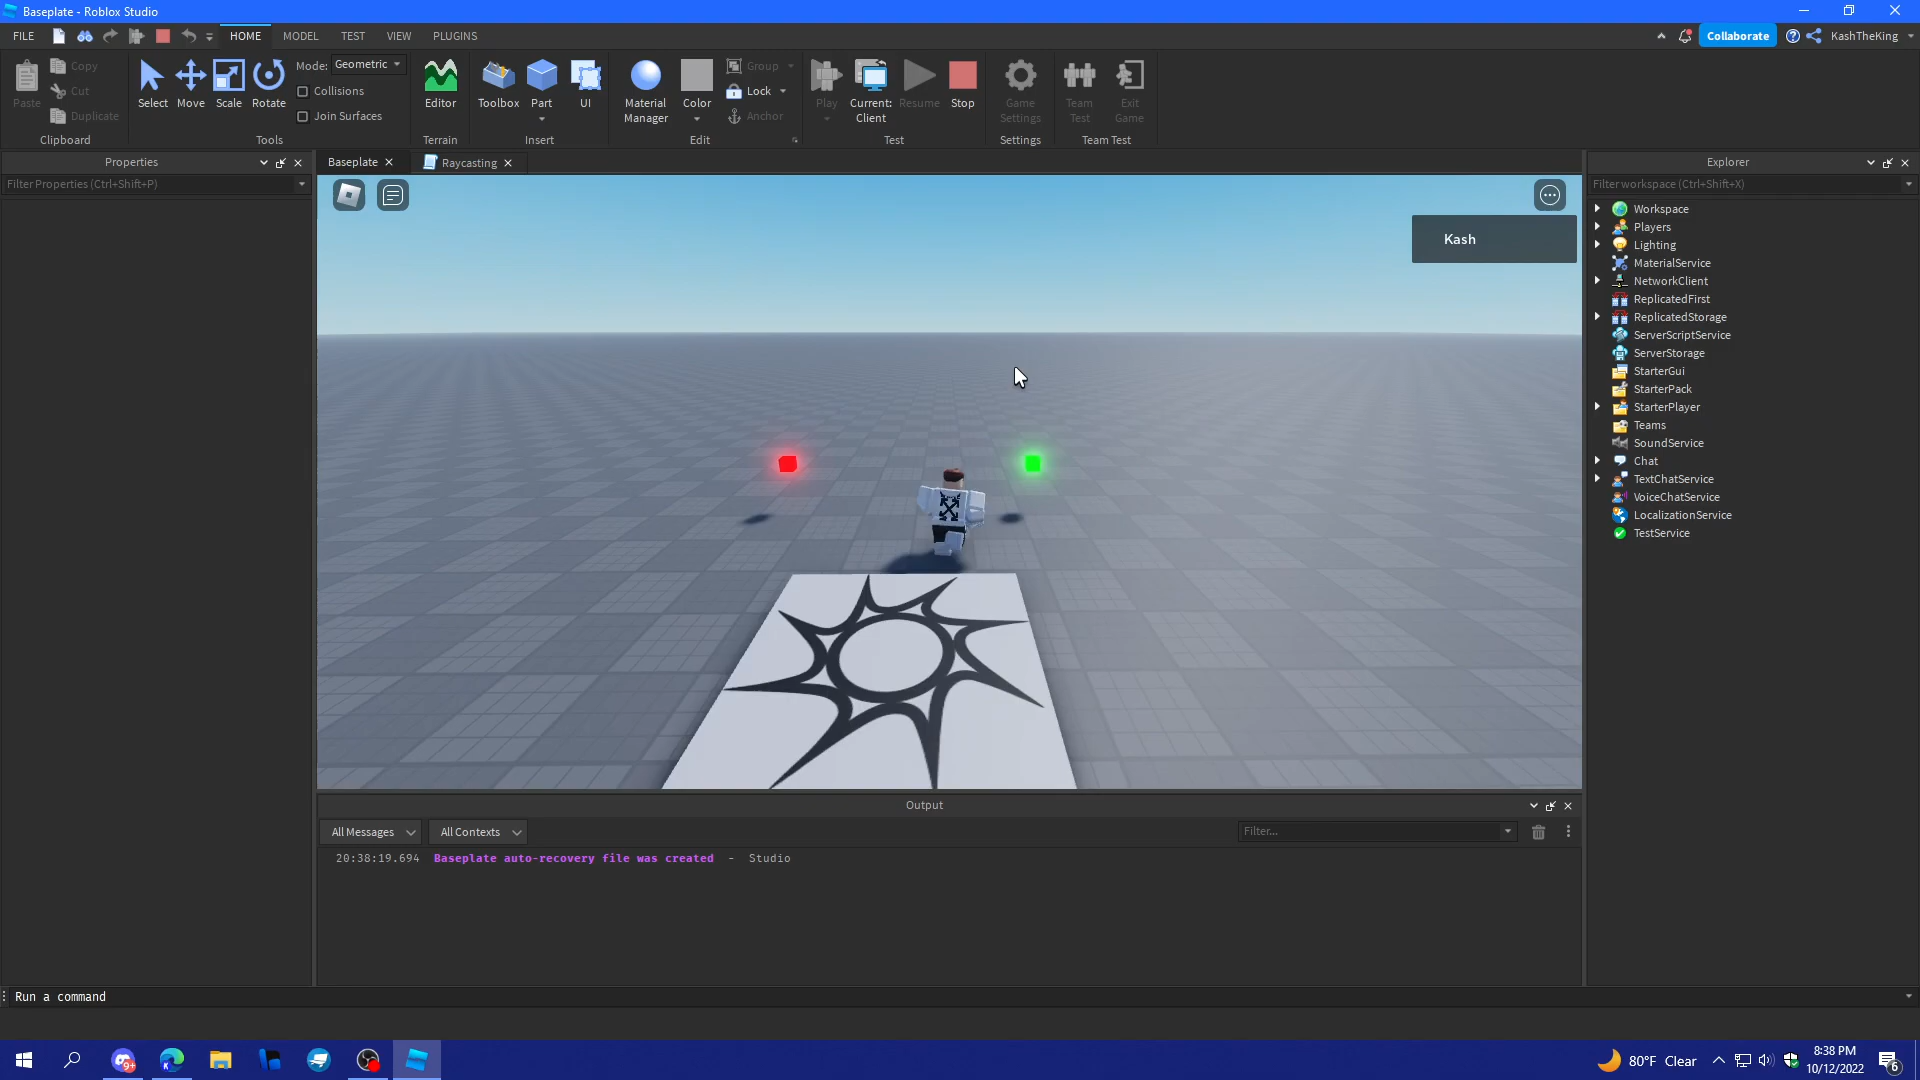 Baseplate - Roblox Studio
FILE HOME MODEL TEST VIEW PLUGINS Collaborate KashTheKing
Paste Copy Cut Duplicate Clipboard
Select Move Scale Rotate Mode: Geometric Collisions Join Surfaces Tools
Editor Terrain
Toolbox Part UI Insert
Material Manager Color Group Lock Anchor Edit
Play Current: Client Resume Stop Test
Game Settings Settings
Team Test Exit Game Team Test
Properties
Filter Properties (Ctrl+Shift+P)
Baseplate Raycasting
Kash
Explorer
Filter workspace (Ctrl+Shift+X)
Workspace
Players
Lighting
MaterialService
NetworkClient
ReplicatedFirst
ReplicatedStorage
ServerScriptService
ServerStorage
StarterGui
StarterPack
StarterPlayer
Teams
SoundService
Chat
TextChatService
VoiceChatService
LocalizationService
TestService
Output
All Messages All Contexts Filter...
20:38:19.694 Baseplate auto-recovery file was created - Studio
Run a command
9+ K 80°F Clear 8:38 PM
10/12/2022 6